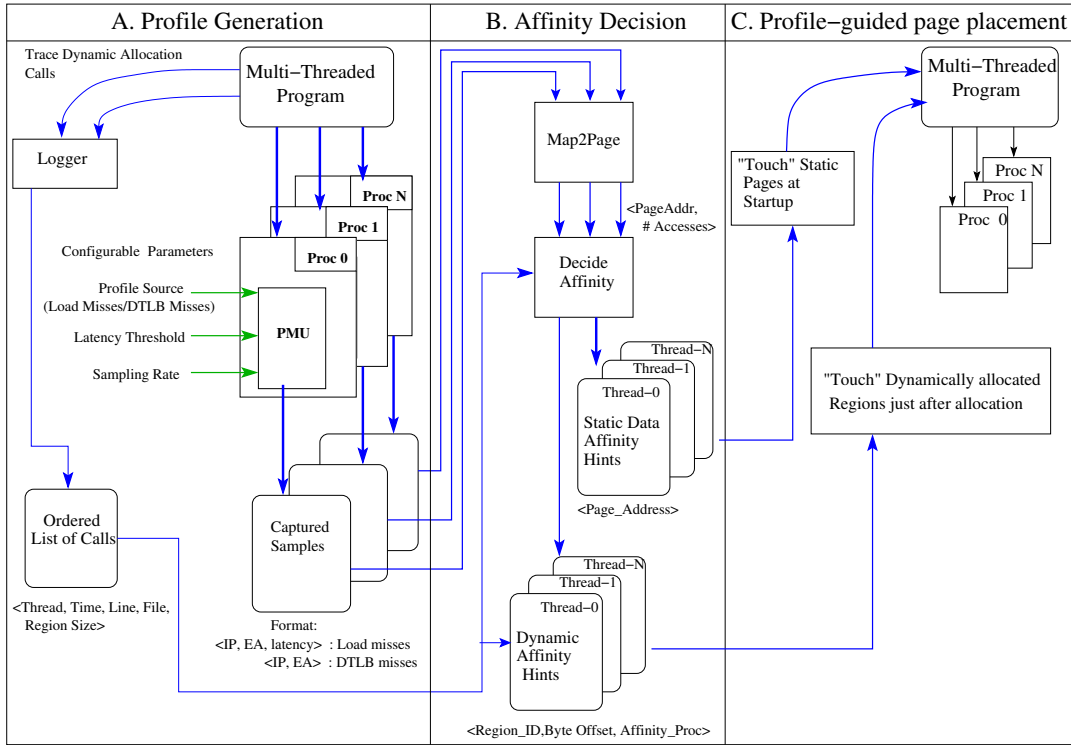 A. Profile Generation
Trace Dynamic Allocation
Calls
Multi−Threaded
Program
Logger
Proc N
Proc 1
Proc 0
Configurable Parameters
Profile Source
(Load Misses/DTLB Misses)
Latency Threshold
Sampling Rate
PMU
Ordered
List of Calls
<Thread, Time, Line, File,
Region Size>
Captured
Samples
Format:
<IP, EA, latency> : Load misses
<IP, EA> : DTLB misses
B. Affinity Decision
Map2Page
<PageAddr,
# Accesses>
Decide
Affinity
Thread−N
Thread−1
Thread−0
Static Data
Affinity
Hints
<Page_Address>
Thread−N
Thread−1
Thread−0
Dynamic
Affinity
Hints
<Region_ID,Byte Offset, Affinity_Proc>
C. Profile−guided page placement
Multi−Threaded
Program
"Touch" Static
Pages at
Startup
Proc N
Proc 1
Proc 0
"Touch" Dynamically allocated
Regions just after allocation